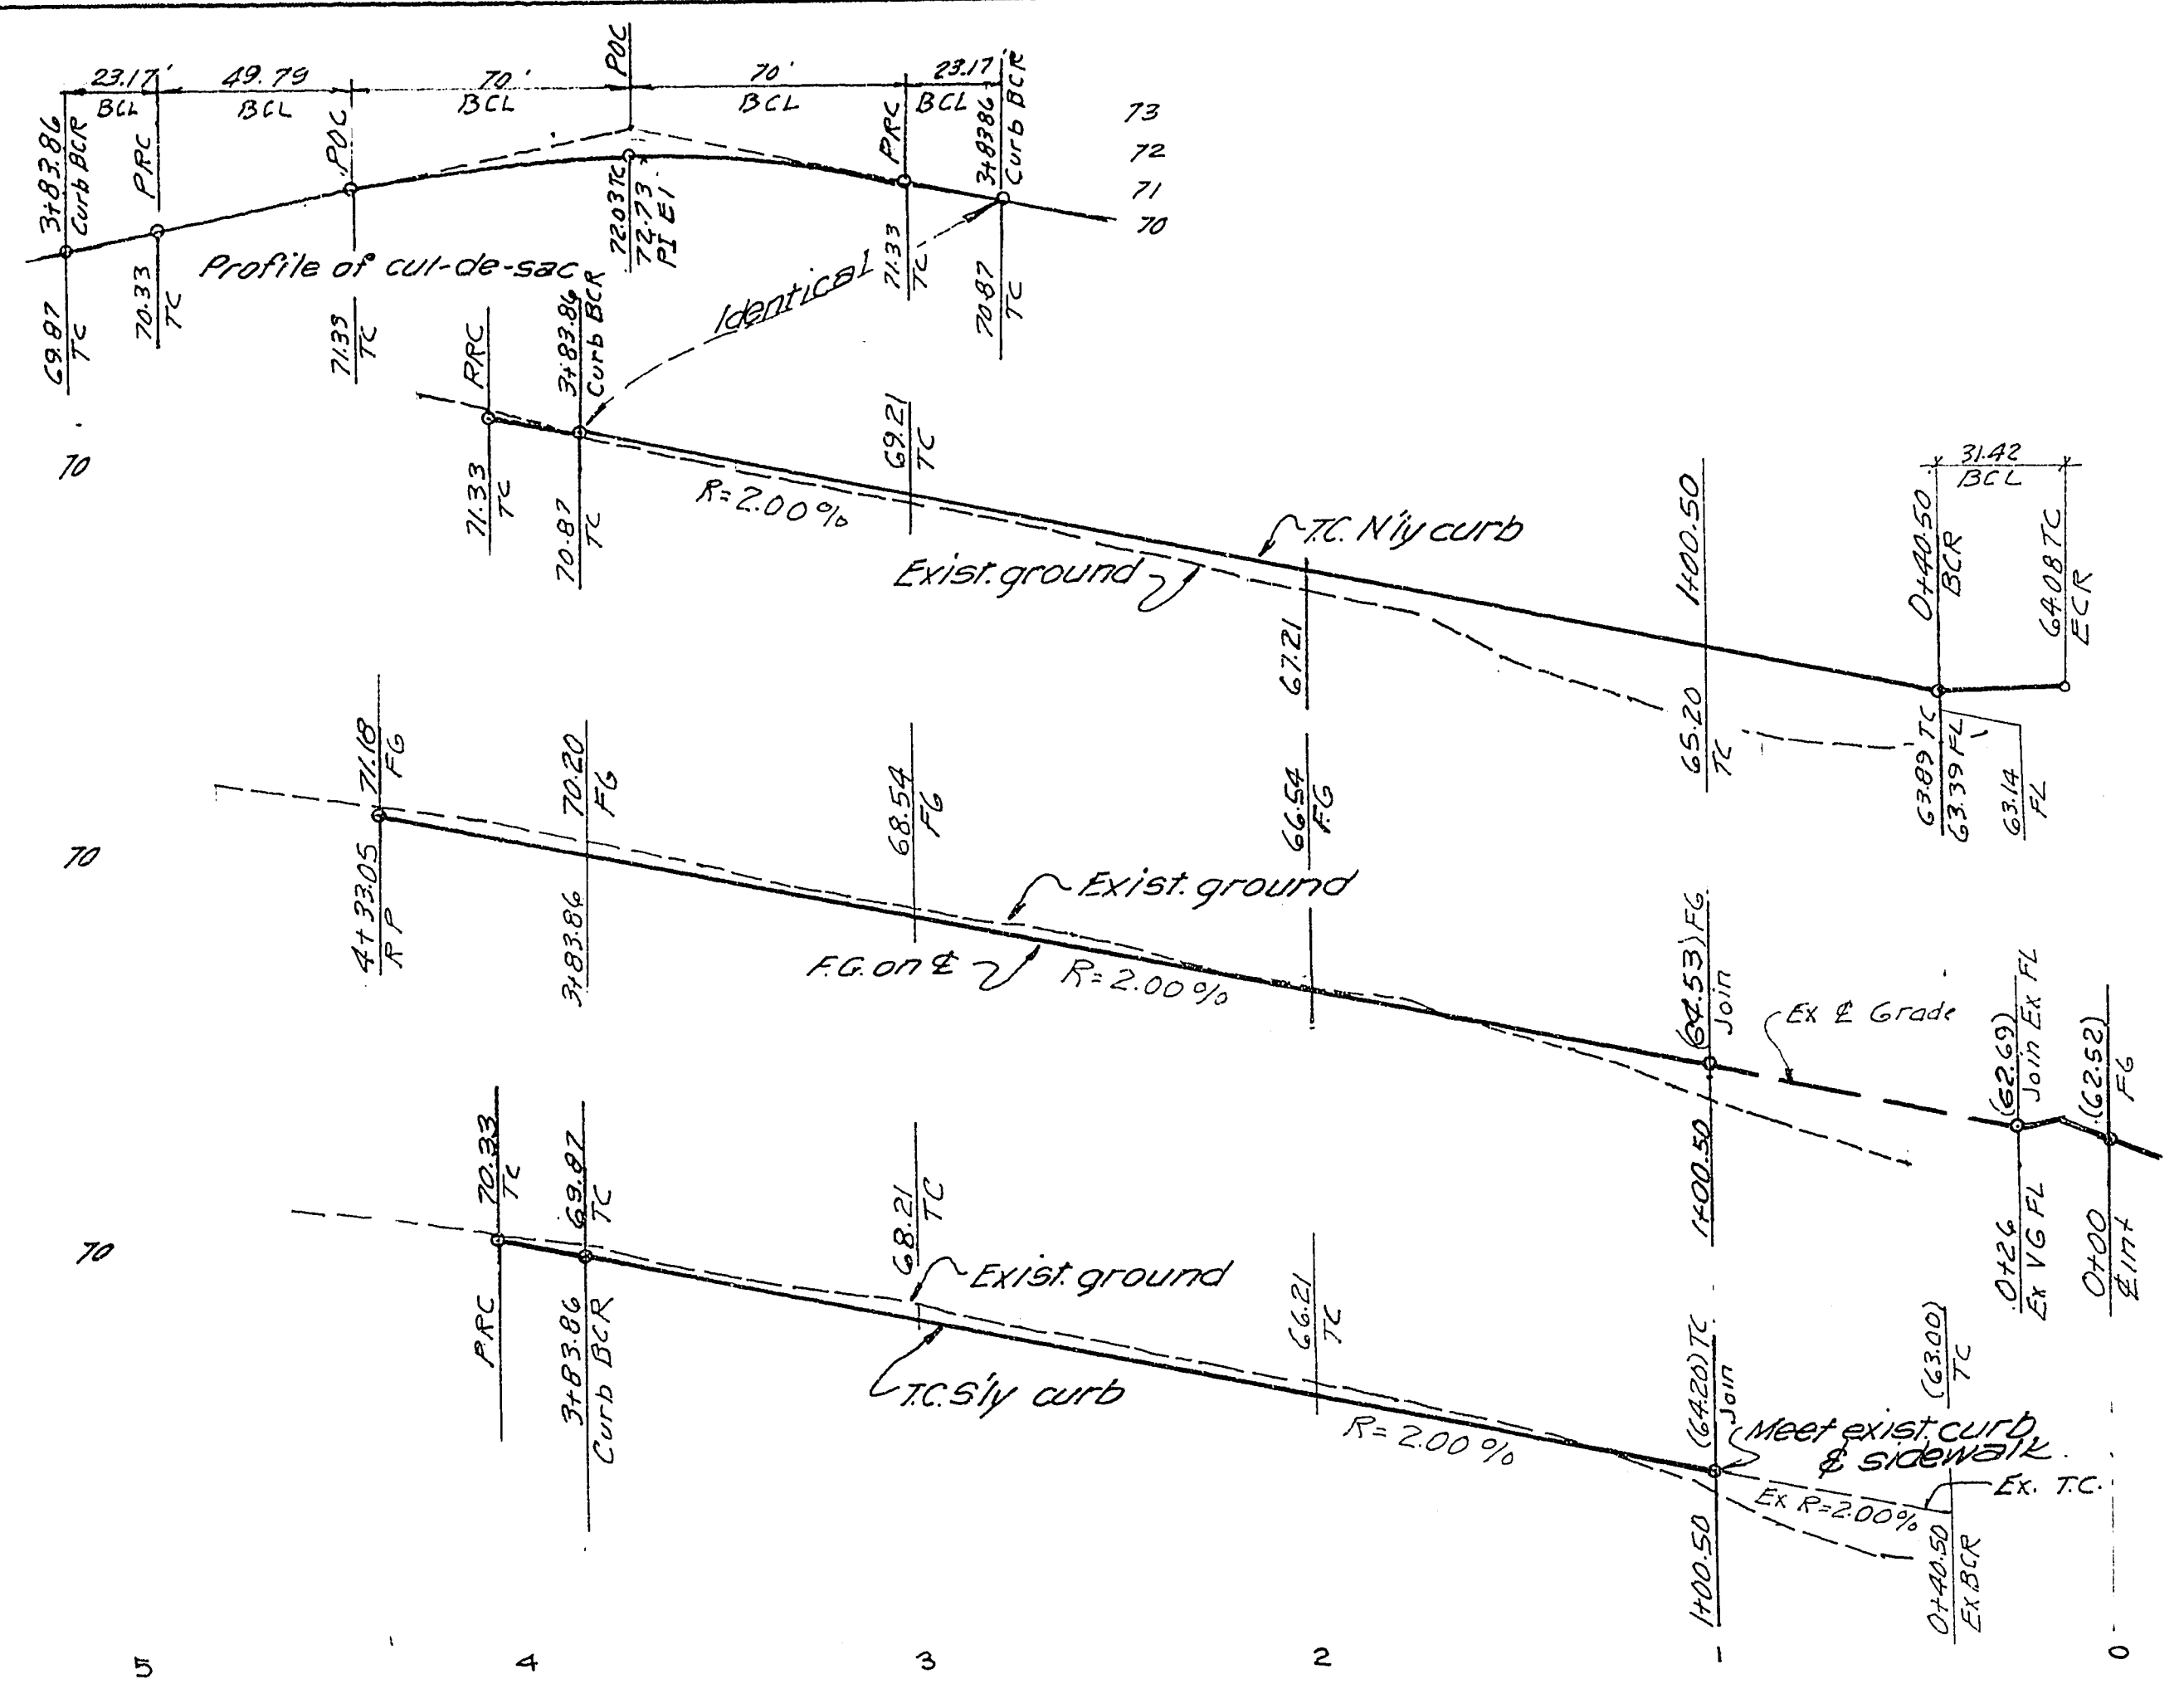 23.17'
BCL
49.79
BCL
70'
BCL
POC
70'
BCL
23.17
BCL
3+83.86
Curb BCR
PRC
POC
PRC
3+83.86
Curb BCR
73
72
71
70
Profile of cul-de-sac
69.87
TC
70.33
TC
71.33
TC
72.03 TC
72.73
PI El
71.33
TC
70.87
TC
Identical
PRC
3+83.86
Curb BCR
70
71.33
TC
70.87
TC
69.21
TC
R=2.00%
T.C. N'ly curb
Exist. ground
67.21
1+00.50
65.20
TC
31.42
BCL
0+40.50
BCR
64.08 TC
ECR
63.89 TC
63.39 FL
63.14
FL
70
71.18
FG
4+33.05
RP
70.20
FG
3+83.86
68.54
FG
66.54
FG
Exist. ground
F.G. on ℄
R=2.00%
(64.53) FG
Join
1+00.50
Ex ℄ Grade
(62.69)
Join Ex FL
0+26
Ex VG FL
(62.52)
FG
0+00
℄ Int
70
70.33
TC
PRC
69.87
TC
3+83.86
Curb BCR
68.21
TC
Exist. ground
T.C. S'ly curb
66.21
TC
R=2.00%
(64.20) TC
Join
1+00.50
(63.00)
TC
Meet exist. curb
& sidewalk.
Ex. T.C.
Ex R=2.00%
0+40.50
Ex BCR
5
4
3
2
1
0